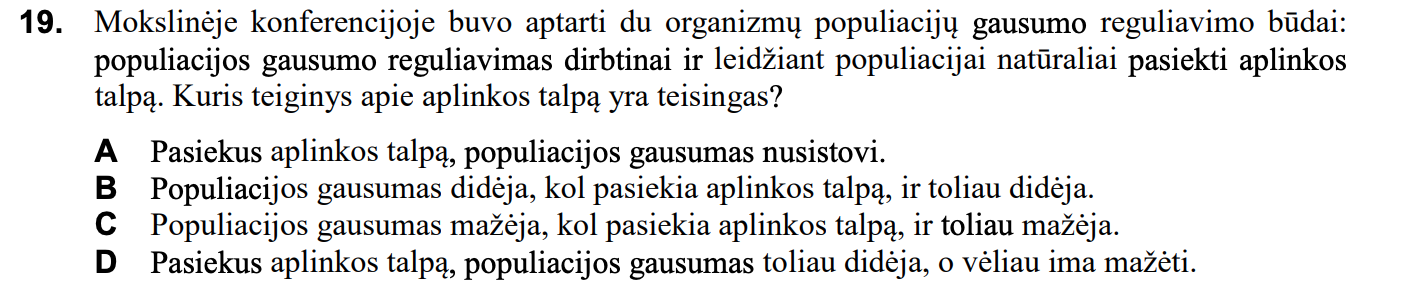 19. Mokslinėje konferencijoje buvo aptarti du organizmų populiacijų gausumo reguliavimo būdai:
populiacijos gausumo reguliavimas dirbtinai ir leidžiant populiacijai natūraliai pasiekti aplinkos
talpą. Kuris teiginys apie aplinkos talpą yra teisingas?
A Pasiekus aplinkos talpą, populiacijos gausumas nusistovi.
B Populiacijos gausumas didėja, kol pasiekia aplinkos talpą, ir toliau didėja.
C Populiacijos gausumas mažėja, kol pasiekia aplinkos talpą, ir toliau mažėja.
D Pasiekus aplinkos talpą, populiacijos gausumas toliau didėja, o vėliau ima mažėti.